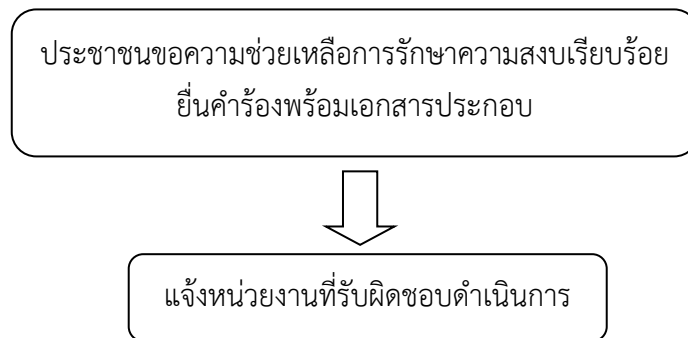 ประชาชนขอความช่วยเหลือการรักษาความสงบเรียบร้อย
ยื่นคำร้องพร้อมเอกสารประกอบ
แจ้งหน่วยงานที่รับผิดชอบดำเนินการ